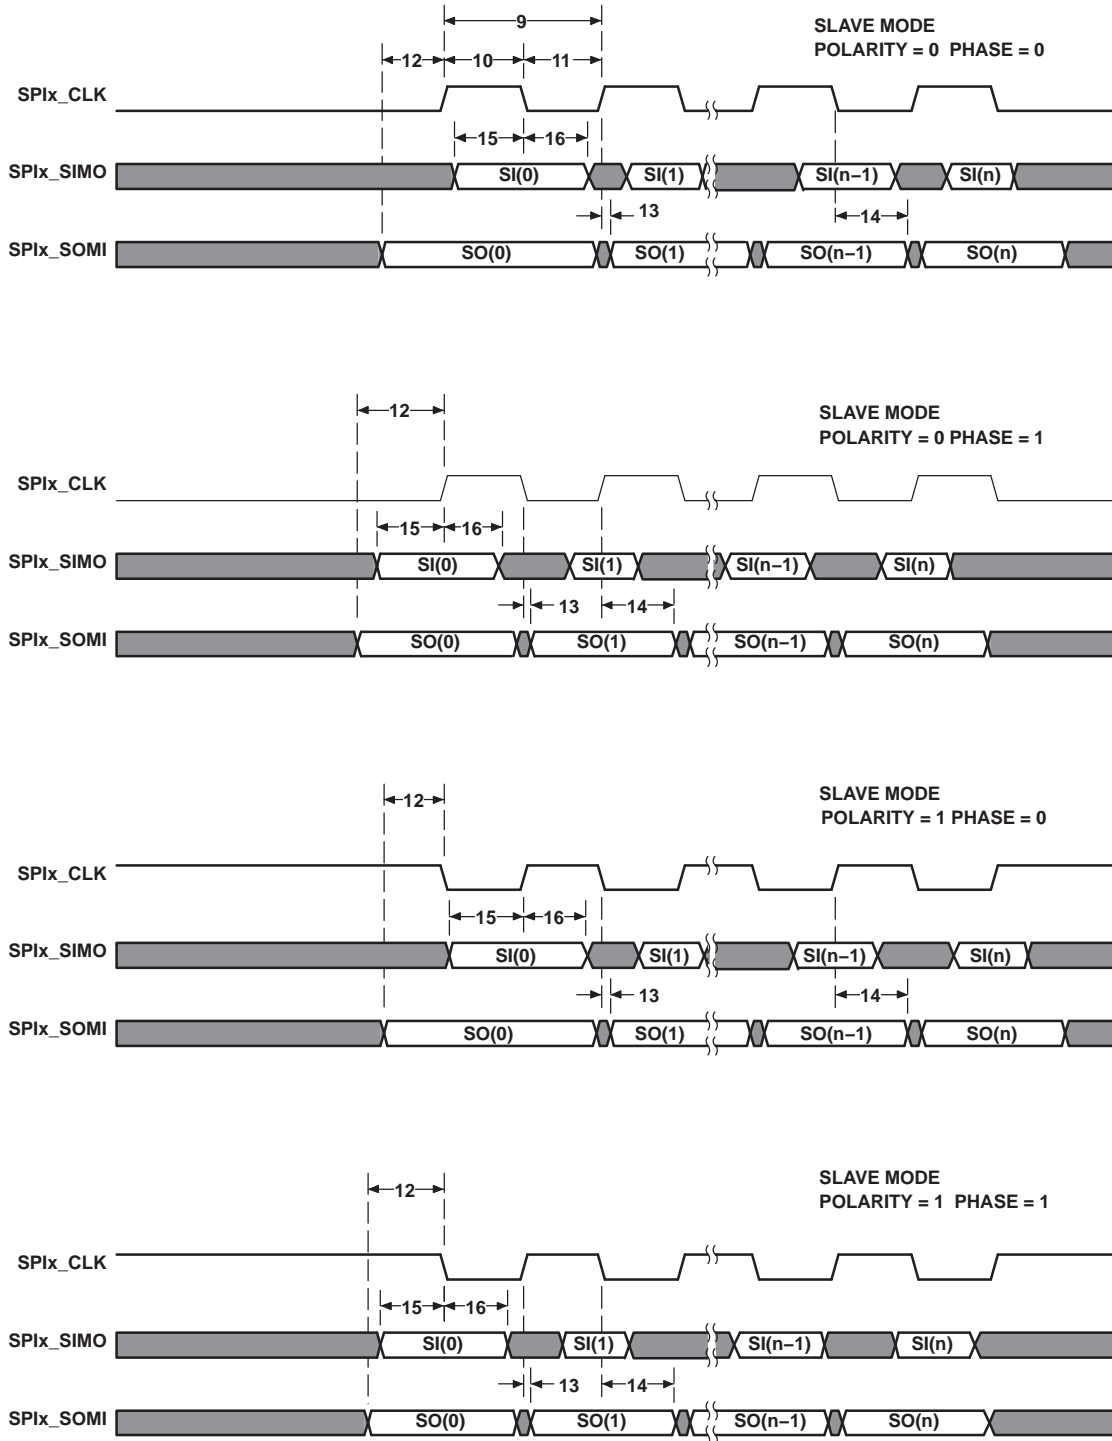 9
SLAVE MODE
POLARITY = 0 PHASE = 0
12 10 11
SPIx_CLK
15 16
SPIx_SIMO SI(0) SI(1) SI(n−1) SI(n)
13 14
SPIx_SOMI SO(0) SO(1) SO(n−1) SO(n)
12
SLAVE MODE
POLARITY = 0 PHASE = 1
SPIx_CLK
15 16
SPIx_SIMO SI(0) SI(1) SI(n−1) SI(n)
13 14
SPIx_SOMI SO(0) SO(1) SO(n−1) SO(n)
12
SLAVE MODE
POLARITY = 1 PHASE = 0
SPIx_CLK
15 16
SPIx_SIMO SI(0) SI(1) SI(n−1) SI(n)
13 14
SPIx_SOMI SO(0) SO(1) SO(n−1) SO(n)
12
SLAVE MODE
POLARITY = 1 PHASE = 1
SPIx_CLK
15 16
SPIx_SIMO SI(0) SI(1) SI(n−1) SI(n)
13 14
SPIx_SOMI SO(0) SO(1) SO(n−1) SO(n)